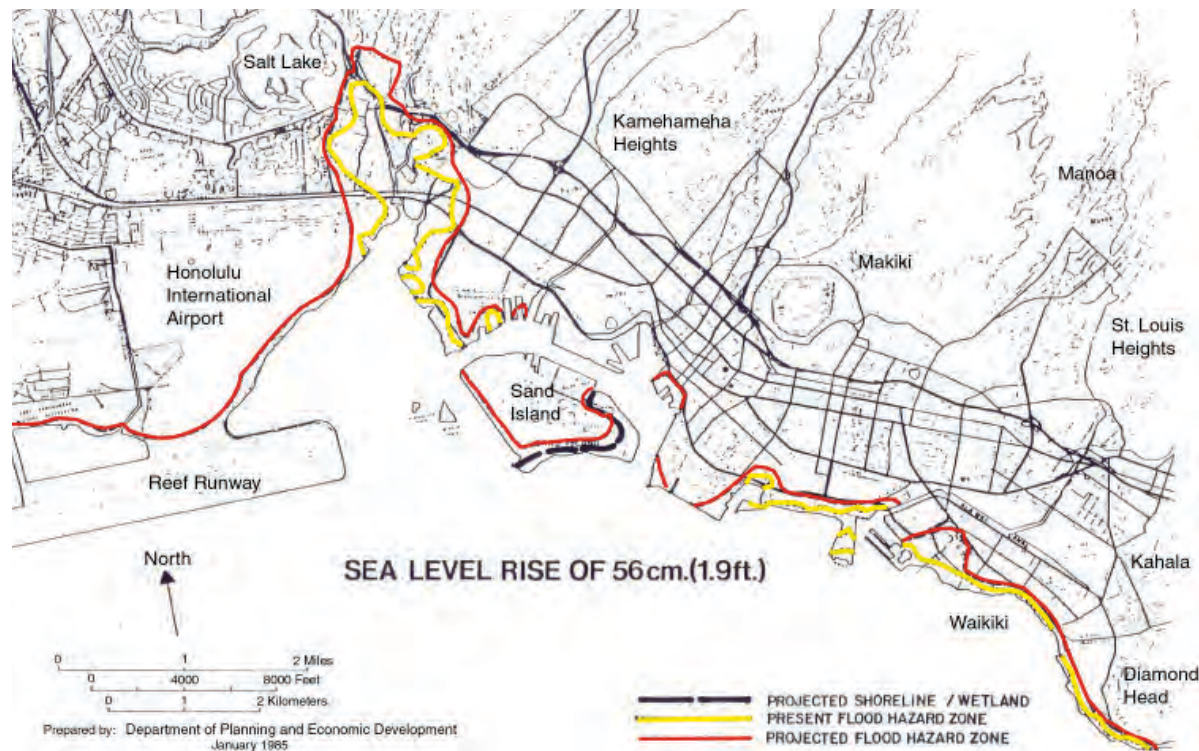 Salt Lake
Kamehameha
Heights
Manoa
Honolulu
International
Airport
Makiki
St. Louis
Heights
Sand
Island
Reef Runway
North
SEA LEVEL RISE OF 56cm.(1.9ft.)
Kahala
Waikiki
Diamond
Head
0 1 2 Miles
0 4000 8000 Feet
0 1 2 Kilometers
PROJECTED SHORELINE / WETLAND
PRESENT FLOOD HAZARD ZONE
PROJECTED FLOOD HAZARD ZONE
Prepared by: Department of Planning and Economic Development
January 1985